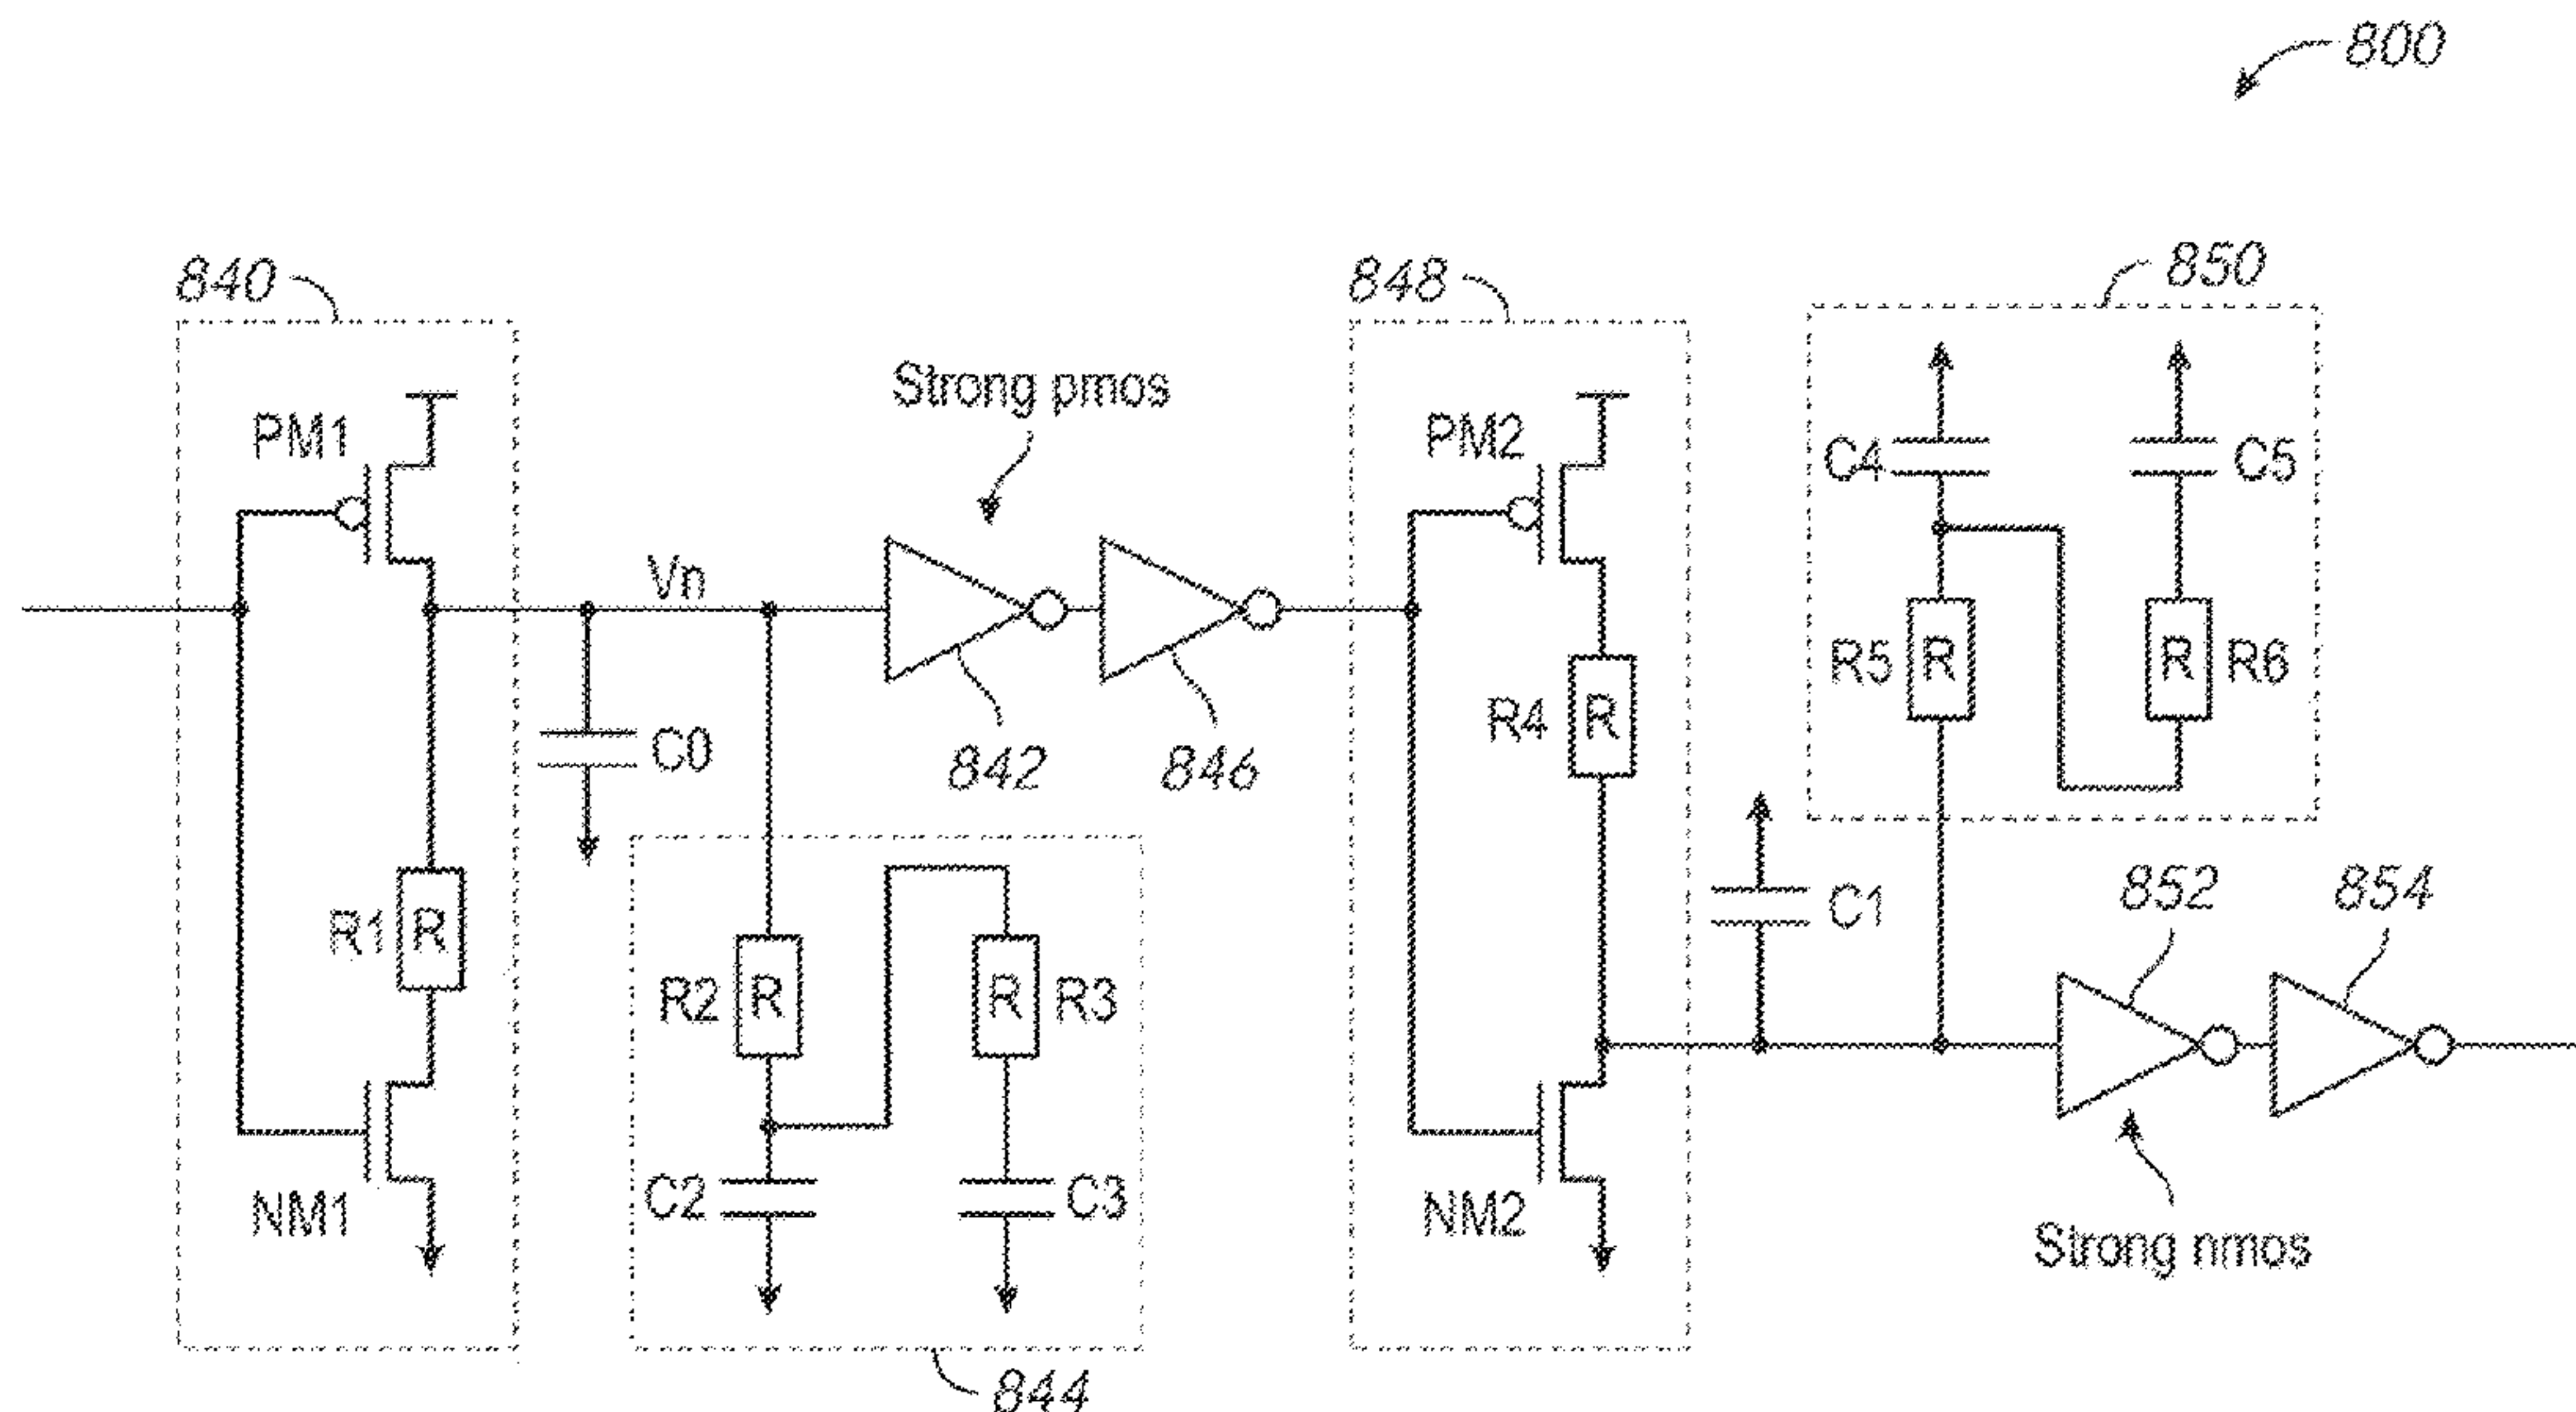 800
840
848
850
Strong pmos
PM1
PM2
C4
C5
Vn
R5
R
R
R6
R4
R
C0
842
846
852
854
C1
R1
R
R2
R
R
R3
C2
C3
NM1
NM2
Strong nmos
844